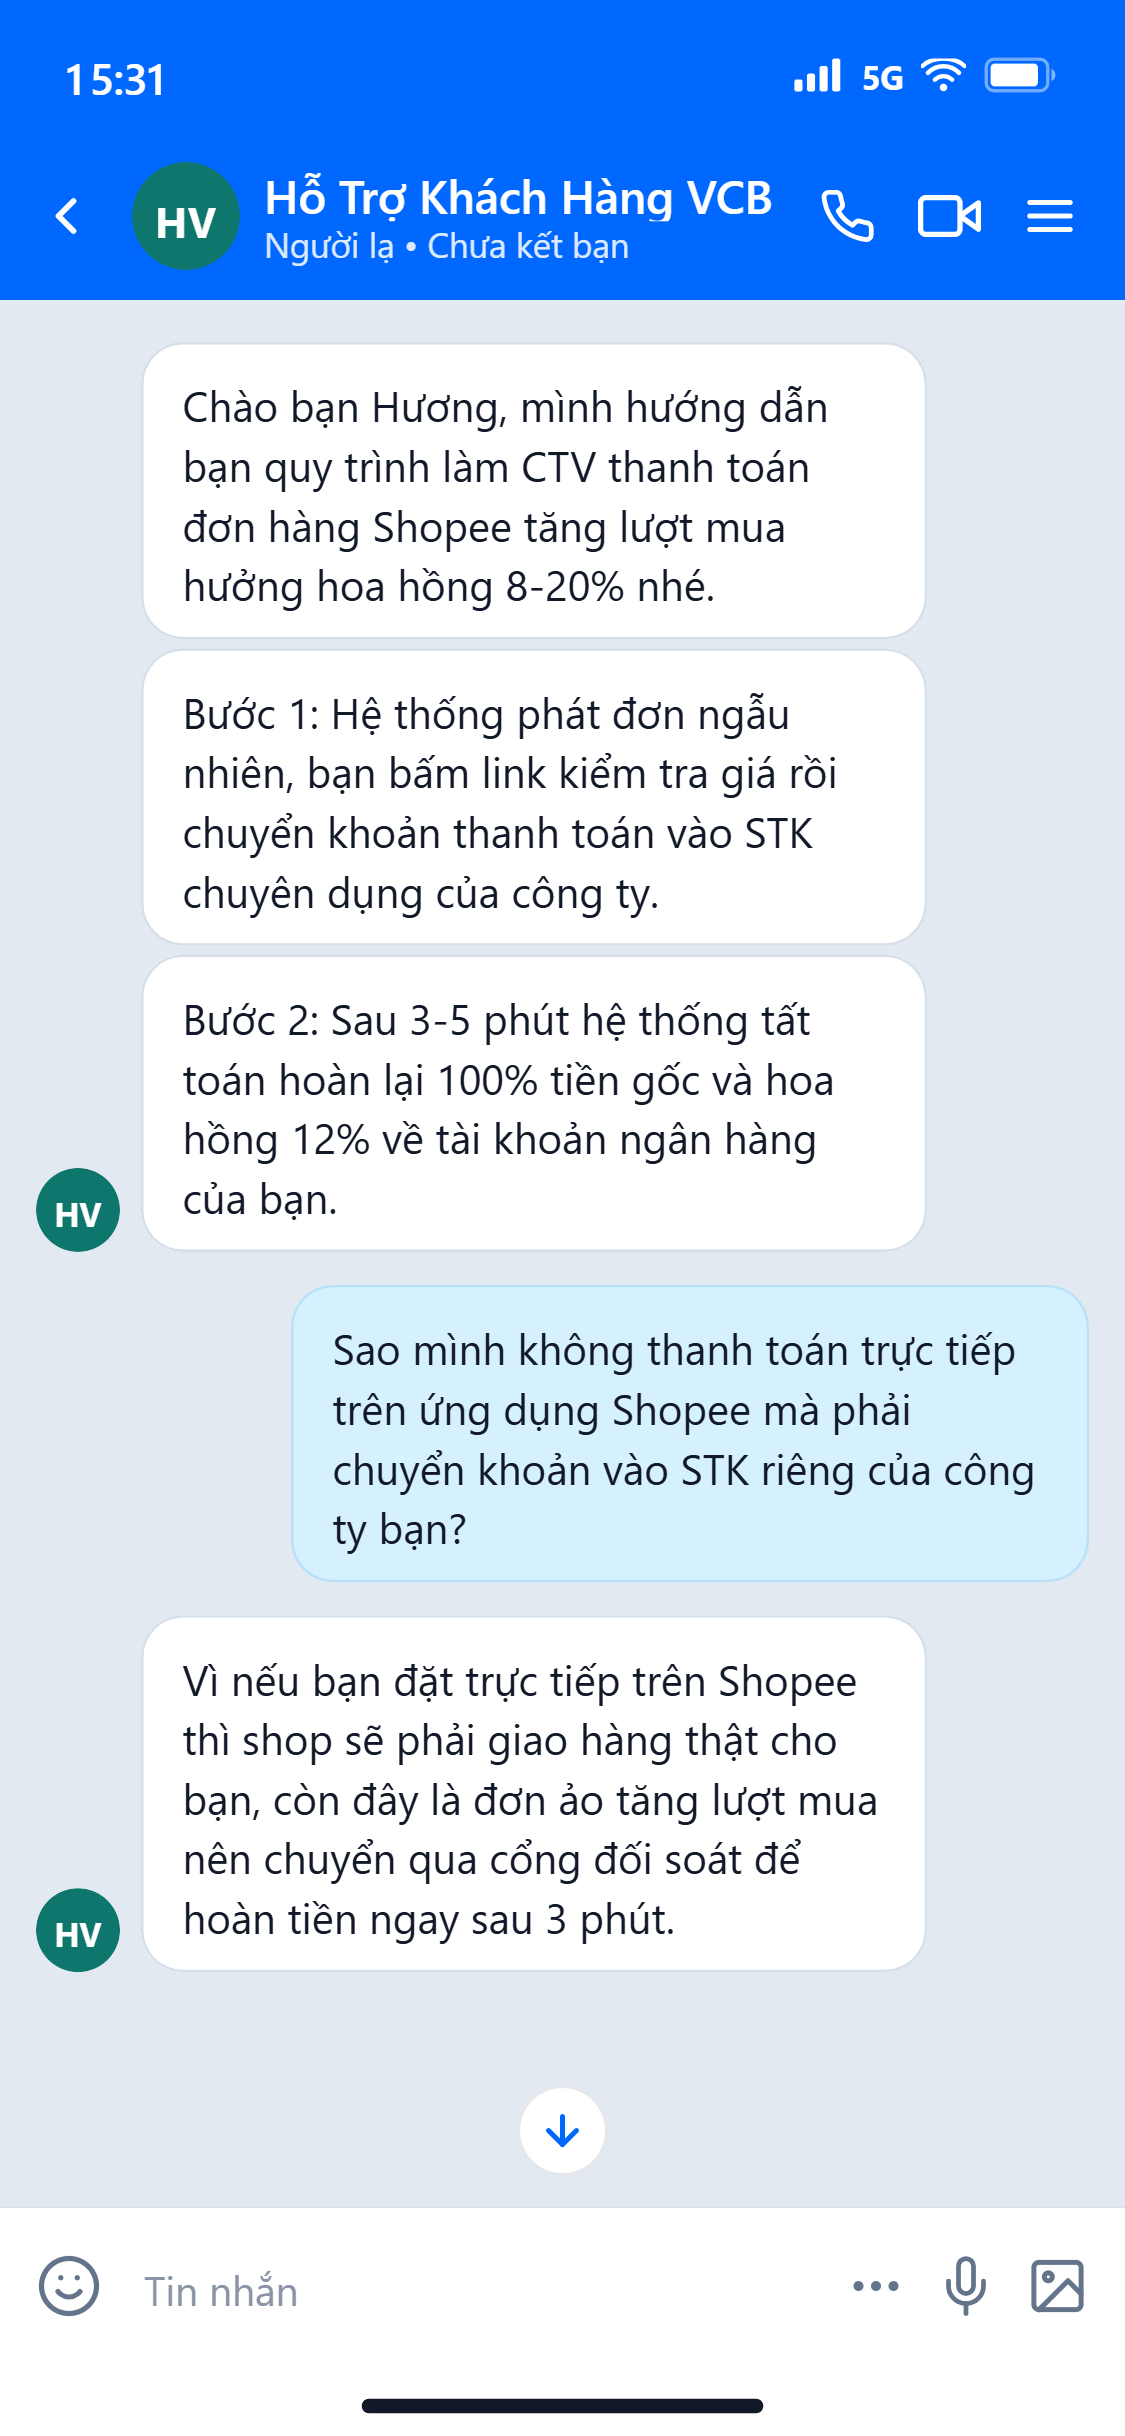 15:31
5G
HV
Hỗ Trợ Khách Hàng VCB
Người lạ • Chưa kết bạn
Chào bạn Hương, mình hướng dẫn
bạn quy trình làm CTV thanh toán
đơn hàng Shopee tăng lượt mua
hưởng hoa hồng 8-20% nhé.
Bước 1: Hệ thống phát đơn ngẫu
nhiên, bạn bấm link kiểm tra giá rồi
chuyển khoản thanh toán vào STK
chuyên dụng của công ty.
Bước 2: Sau 3-5 phút hệ thống tất
toán hoàn lại 100% tiền gốc và hoa
hồng 12% về tài khoản ngân hàng
của bạn.
HV
Sao mình không thanh toán trực tiếp
trên ứng dụng Shopee mà phải
chuyển khoản vào STK riêng của công
ty bạn?
Vì nếu bạn đặt trực tiếp trên Shopee
thì shop sẽ phải giao hàng thật cho
bạn, còn đây là đơn ảo tăng lượt mua
nên chuyển qua cổng đối soát để
hoàn tiền ngay sau 3 phút.
HV
Tin nhắn